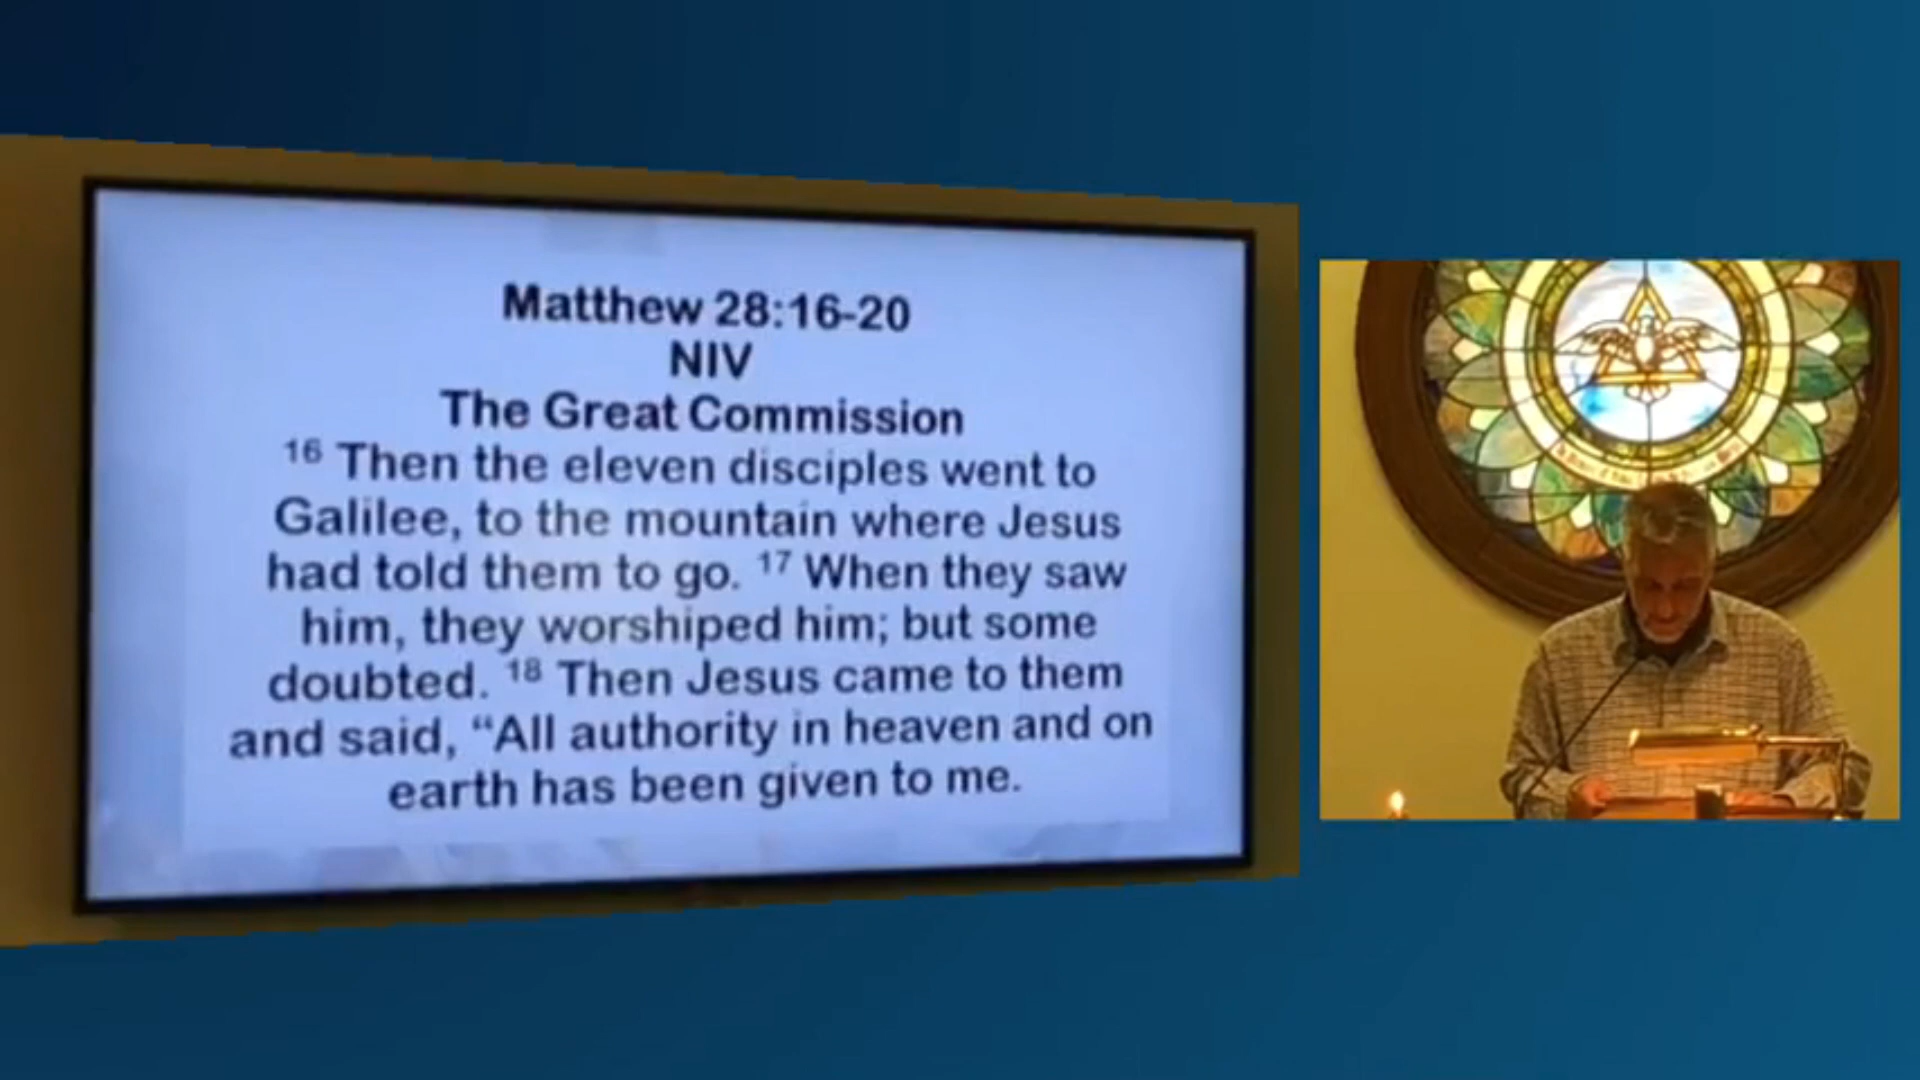 Matthew 28:16-20
NIV
The Great Commission
16 Then the eleven disciples went to
Galilee, to the mountain where Jesus
had told them to go. 17 When they saw
him, they worshiped him; but some
doubted. 18 Then Jesus came to them
and said, “All authority in heaven and on
earth has been given to me.